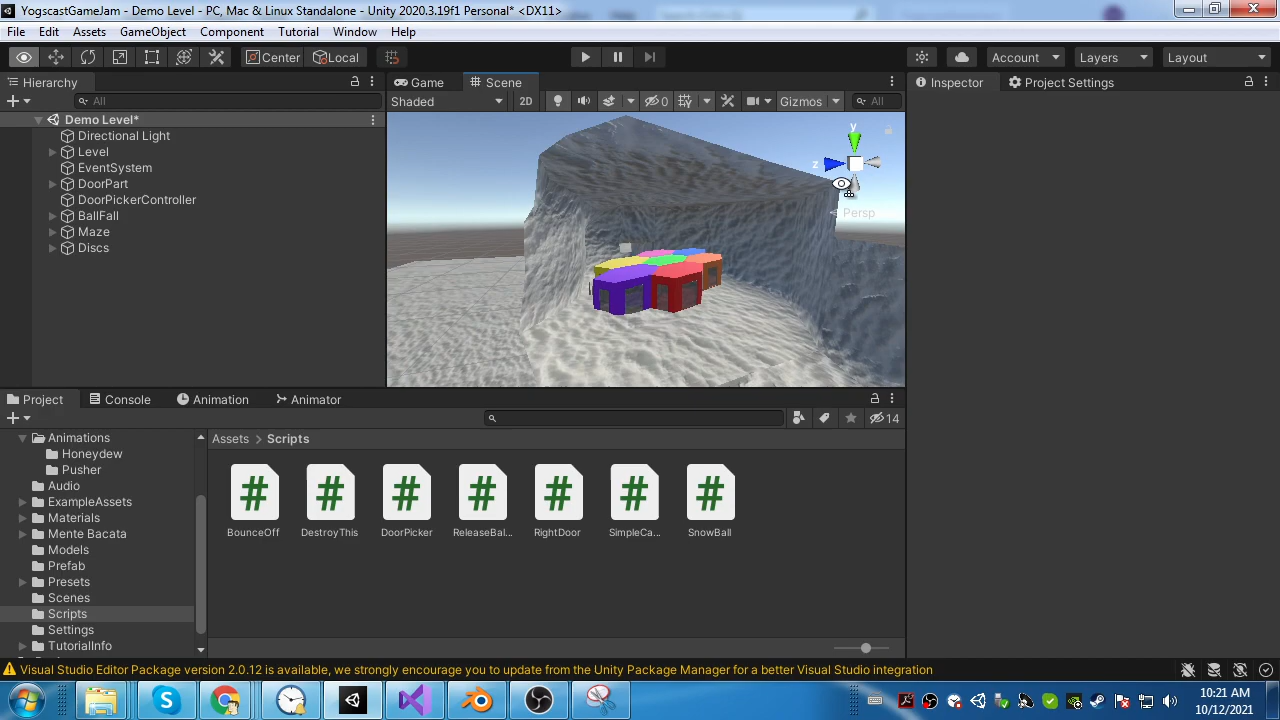 YogscastGameJam - Demo Level - PC, Mac & Linux Standalone - Unity 2020.3.19f1 Personal* <DX11>
File Edit Assets GameObject Component Tutorial Window Help
Center Local Account Layers Layout
Hierarchy Game Scene Inspector Project Settings
All Shaded 2D 0 Gizmos All
Demo Level*
Directional Light
Level
EventSystem
DoorPart
DoorPickerController
BallFall
Maze
Discs
y
z
Persp
Project Console Animation Animator
14
Animations
Honeydew
Pusher
Audio
ExampleAssets
Materials
Mente Bacata
Models
Prefab
Presets
Scenes
Scripts
Settings
TutorialInfo
Assets > Scripts
# # # # # # #
BounceOff DestroyThis DoorPicker ReleaseBal... RightDoor SimpleCa... SnowBall
Visual Studio Editor Package version 2.0.12 is available, we strongly encourage you to update from the Unity Package Manager for a better Visual Studio integration
10:21 AM
10/12/2021